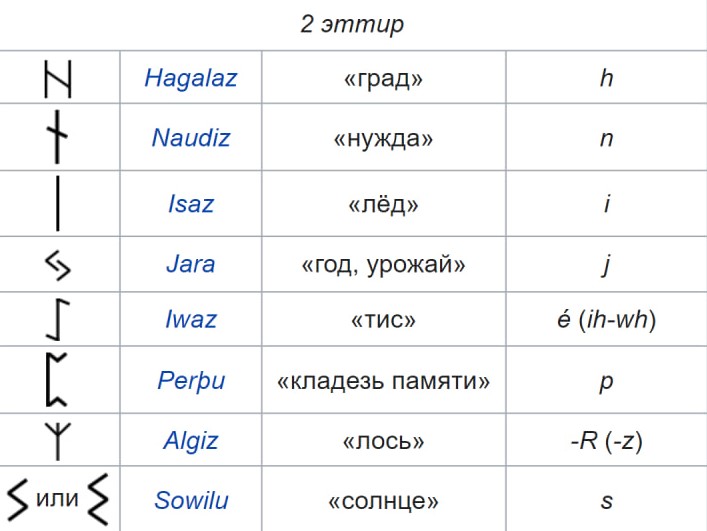 2 эттир
ᚺ Hagalaz «град» h
ᚾ Naudiz «нужда» n
ᛁ Isaz «лёд» i
ᛃ Jara «год, урожай» j
ᛇ Iwaz «тис» é (ih-wh)
ᛈ Perþu «кладезь памяти» p
ᛉ Algiz «лось» -R (-z)
ᛊ или ᛊ Sowilu «солнце» s